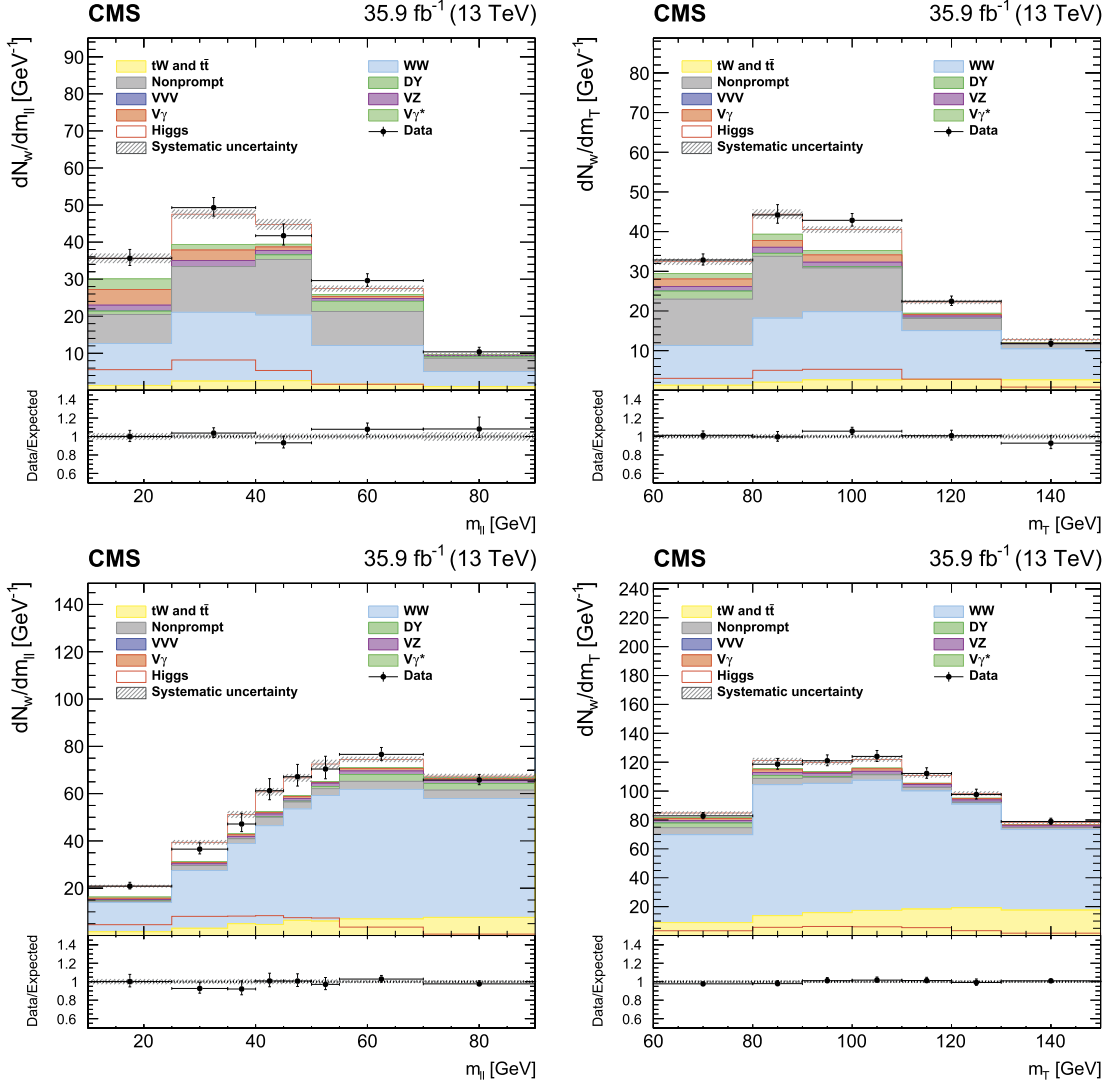 CMS 35.9 fb⁻¹ (13 TeV)
dN_w/dm_ll [GeV⁻¹]
90
80
70
60
50
40
30
20
10
tW and tt̄ WW
Nonprompt DY
VVV VZ
Vγ Vγ*
Higgs Data
Systematic uncertainty
Data/Expected
1.4
1.2
1
0.8
0.6
20 40 60 80
m_ll [GeV]
CMS 35.9 fb⁻¹ (13 TeV)
dN_w/dm_T [GeV⁻¹]
80
70
60
50
40
30
20
10
tW and tt̄ WW
Nonprompt DY
VVV VZ
Vγ Vγ*
Higgs Data
Systematic uncertainty
Data/Expected
1.4
1.2
1
0.8
0.6
60 80 100 120 140
m_T [GeV]
CMS 35.9 fb⁻¹ (13 TeV)
dN_w/dm_ll [GeV⁻¹]
140
120
100
80
60
40
20
tW and tt̄ WW
Nonprompt DY
VVV VZ
Vγ Vγ*
Higgs Data
Systematic uncertainty
Data/Expected
1.4
1.2
1
0.8
0.6
20 40 60 80
m_ll [GeV]
CMS 35.9 fb⁻¹ (13 TeV)
dN_w/dm_T [GeV⁻¹]
240
220
200
180
160
140
120
100
80
60
40
20
tW and tt̄ WW
Nonprompt DY
VVV VZ
Vγ Vγ*
Higgs Data
Systematic uncertainty
Data/Expected
1.4
1.2
1
0.8
0.6
60 80 100 120 140
m_T [GeV]